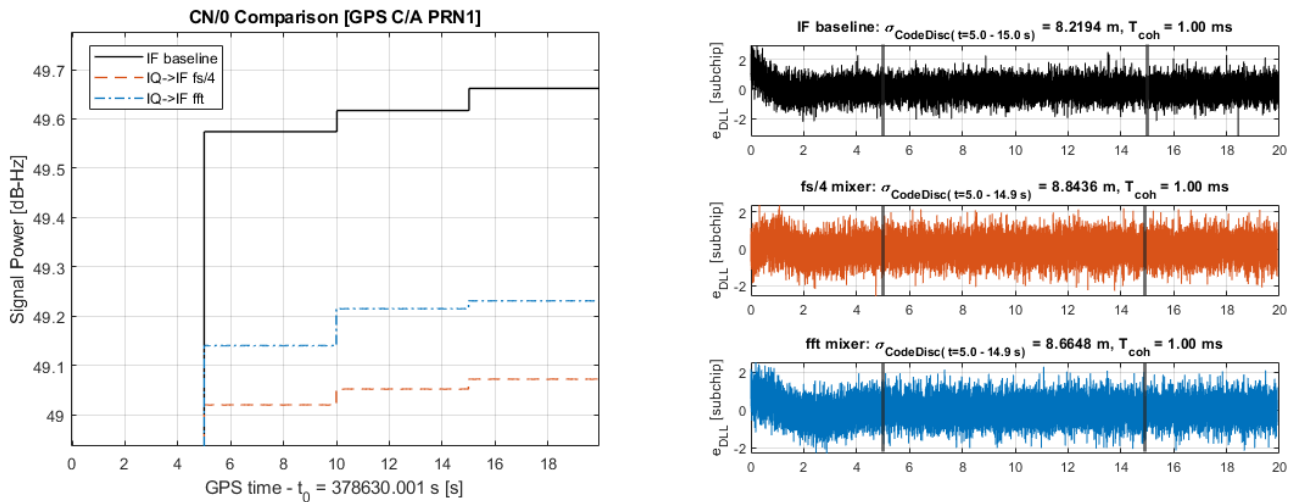 CN/0 Comparison [GPS C/A PRN1]
IF baseline
IQ->IF fs/4
IQ->IF fft
Signal Power [dB-Hz]
49.7
49.6
49.5
49.4
49.3
49.2
49.1
49
0 2 4 6 8 10 12 14 16 18
GPS time - t0 = 378630.001 s [s]
IF baseline: σCodeDisc( t=5.0 - 15.0 s) = 8.2194 m, Tcoh = 1.00 ms
eDLL [subchip]
2
0
-2
0 2 4 6 8 10 12 14 16 18 20
fs/4 mixer: σCodeDisc( t=5.0 - 14.9 s) = 8.8436 m, Tcoh = 1.00 ms
eDLL [subchip]
2
0
-2
0 2 4 6 8 10 12 14 16 18 20
fft mixer: σCodeDisc( t=5.0 - 14.9 s) = 8.6648 m, Tcoh = 1.00 ms
eDLL [subchip]
2
0
-2
0 2 4 6 8 10 12 14 16 18 20